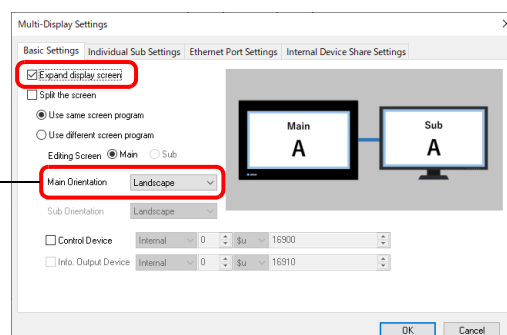 Multi-Display Settings
Basic Settings Individual Sub Settings Ethernet Port Settings Internal Device Share Settings
Expand display screen
Split the screen
Use same screen program
Use different screen program
Editing Screen Main Sub
Main Orientation Landscape
Sub Orientation Landscape
Control Device Internal 0 $u 16900
Info. Output Device Internal 0 $u 16910
Main
A
Sub
A
OK Cancel